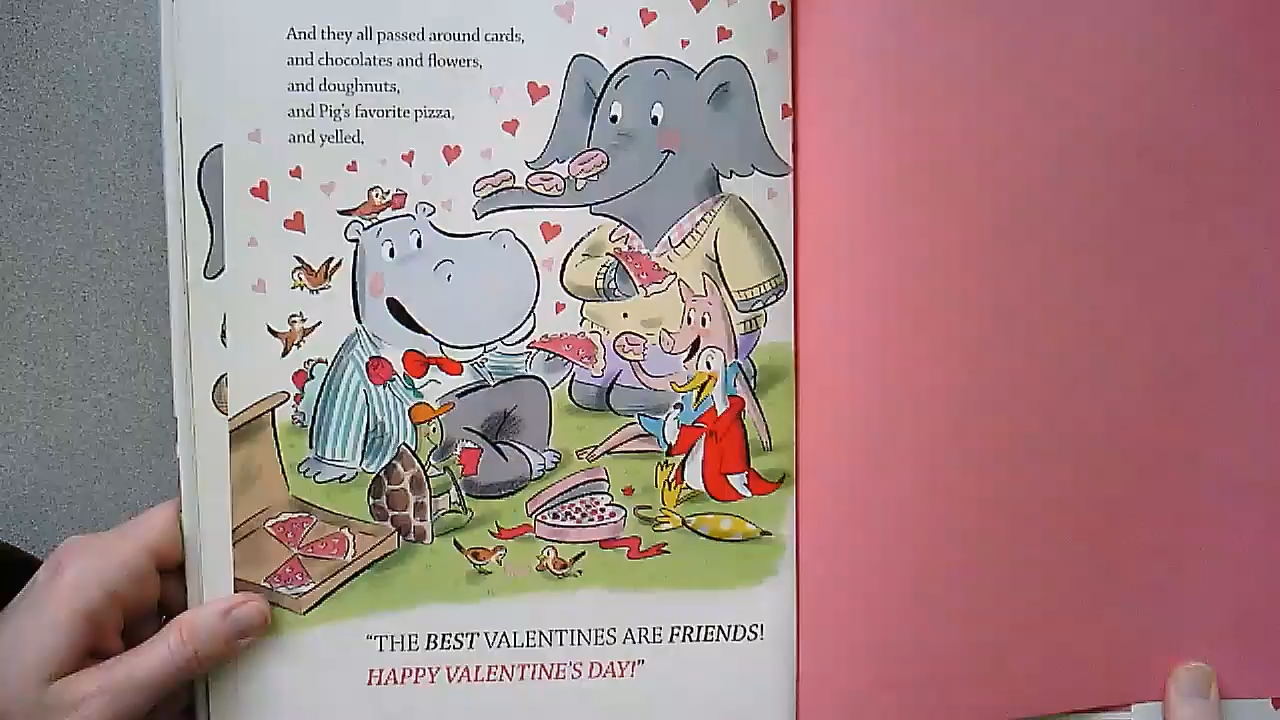 And they all passed around cards,
and chocolates and flowers,
and doughnuts,
and Pig's favorite pizza,
and yelled,
“THE BEST VALENTINES ARE FRIENDS!
HAPPY VALENTINE'S DAY!”